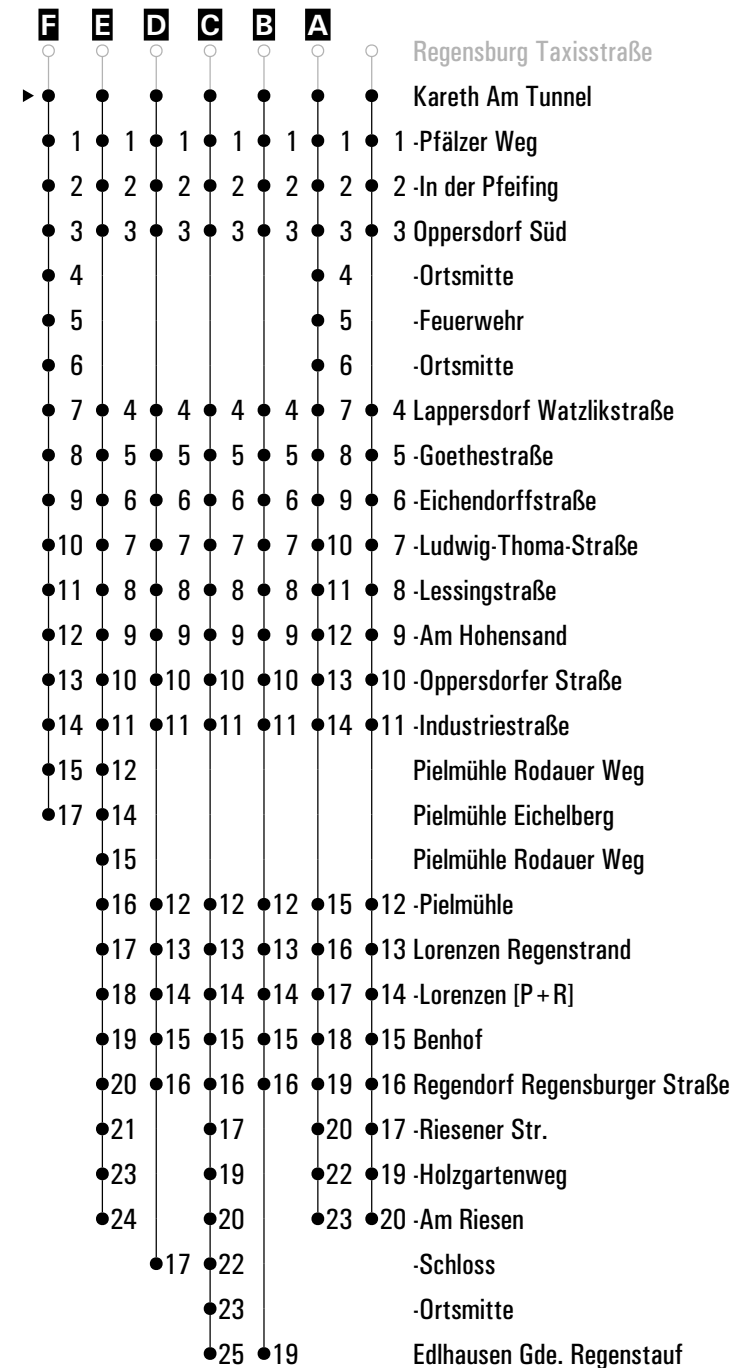 F E D C B A
Regensburg Taxisstraße
Kareth Am Tunnel
1 1 1 1 1 1 1 -Pfälzer Weg
2 2 2 2 2 2 2 -In der Pfeifing
3 3 3 3 3 3 3 Oppersdorf Süd
4 4 -Ortsmitte
5 5 -Feuerwehr
6 6 -Ortsmitte
7 4 4 4 4 7 4 Lappersdorf Watzlikstraße
8 5 5 5 5 8 5 -Goethestraße
9 6 6 6 6 9 6 -Eichendorffstraße
10 7 7 7 7 10 7 -Ludwig-Thoma-Straße
11 8 8 8 8 11 8 -Lessingstraße
12 9 9 9 9 12 9 -Am Hohensand
13 10 10 10 10 13 10 -Oppersdorfer Straße
14 11 11 11 11 14 11 -Industriestraße
15 12 Pielmühle Rodauer Weg
17 14 Pielmühle Eichelberg
15 Pielmühle Rodauer Weg
16 12 12 12 15 12 -Pielmühle
17 13 13 13 16 13 Lorenzen Regenstrand
18 14 14 14 17 14 -Lorenzen [P+R]
19 15 15 15 18 15 Benhof
20 16 16 16 19 16 Regendorf Regensburger Straße
21 17 20 17 -Riesener Str.
23 19 22 19 -Holzgartenweg
24 20 23 20 -Am Riesen
17 22 -Schloss
23 -Ortsmitte
25 19 Edlhausen Gde. Regenstauf